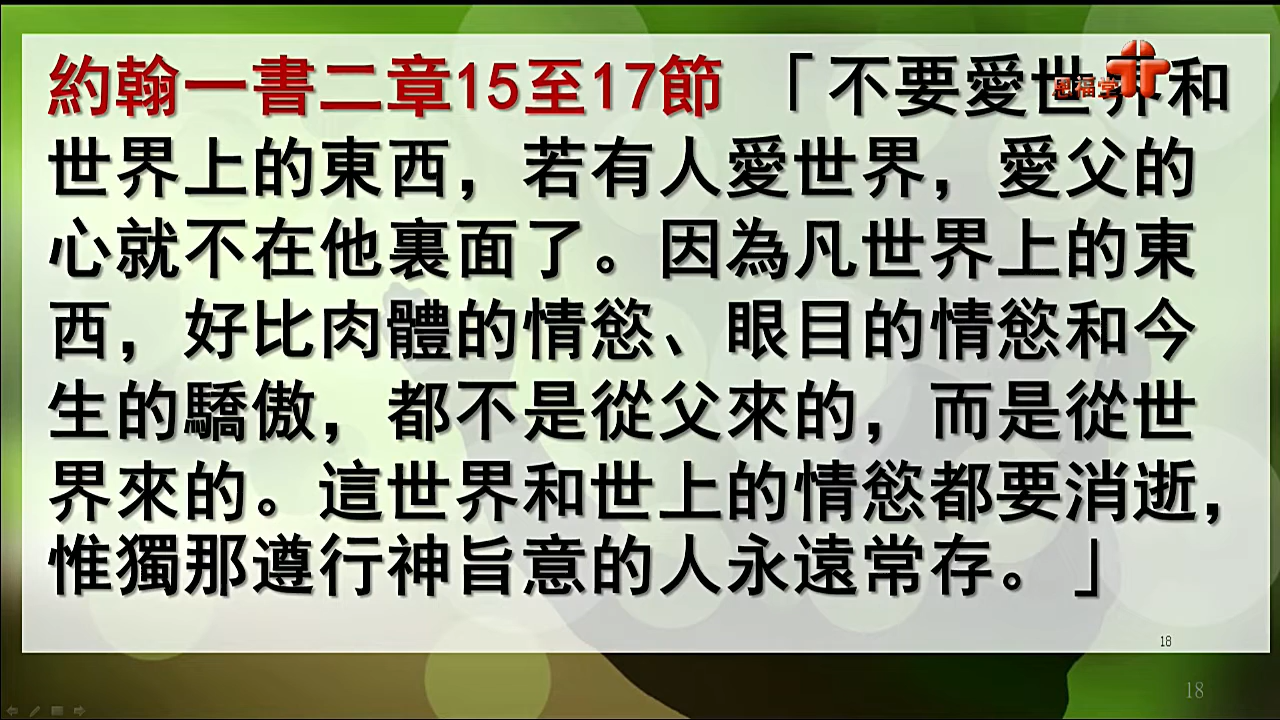 約翰一書二章15至17節 「不要愛世界和
世界上的東西，若有人愛世界，愛父的
心就不在他裏面了。因為凡世界上的東
西，好比肉體的情慾、眼目的情慾和今
生的驕傲，都不是從父來的，而是從世
界來的。這世界和世上的情慾都要消逝，
惟獨那遵行神旨意的人永遠常存。」
恩福堂
18
18